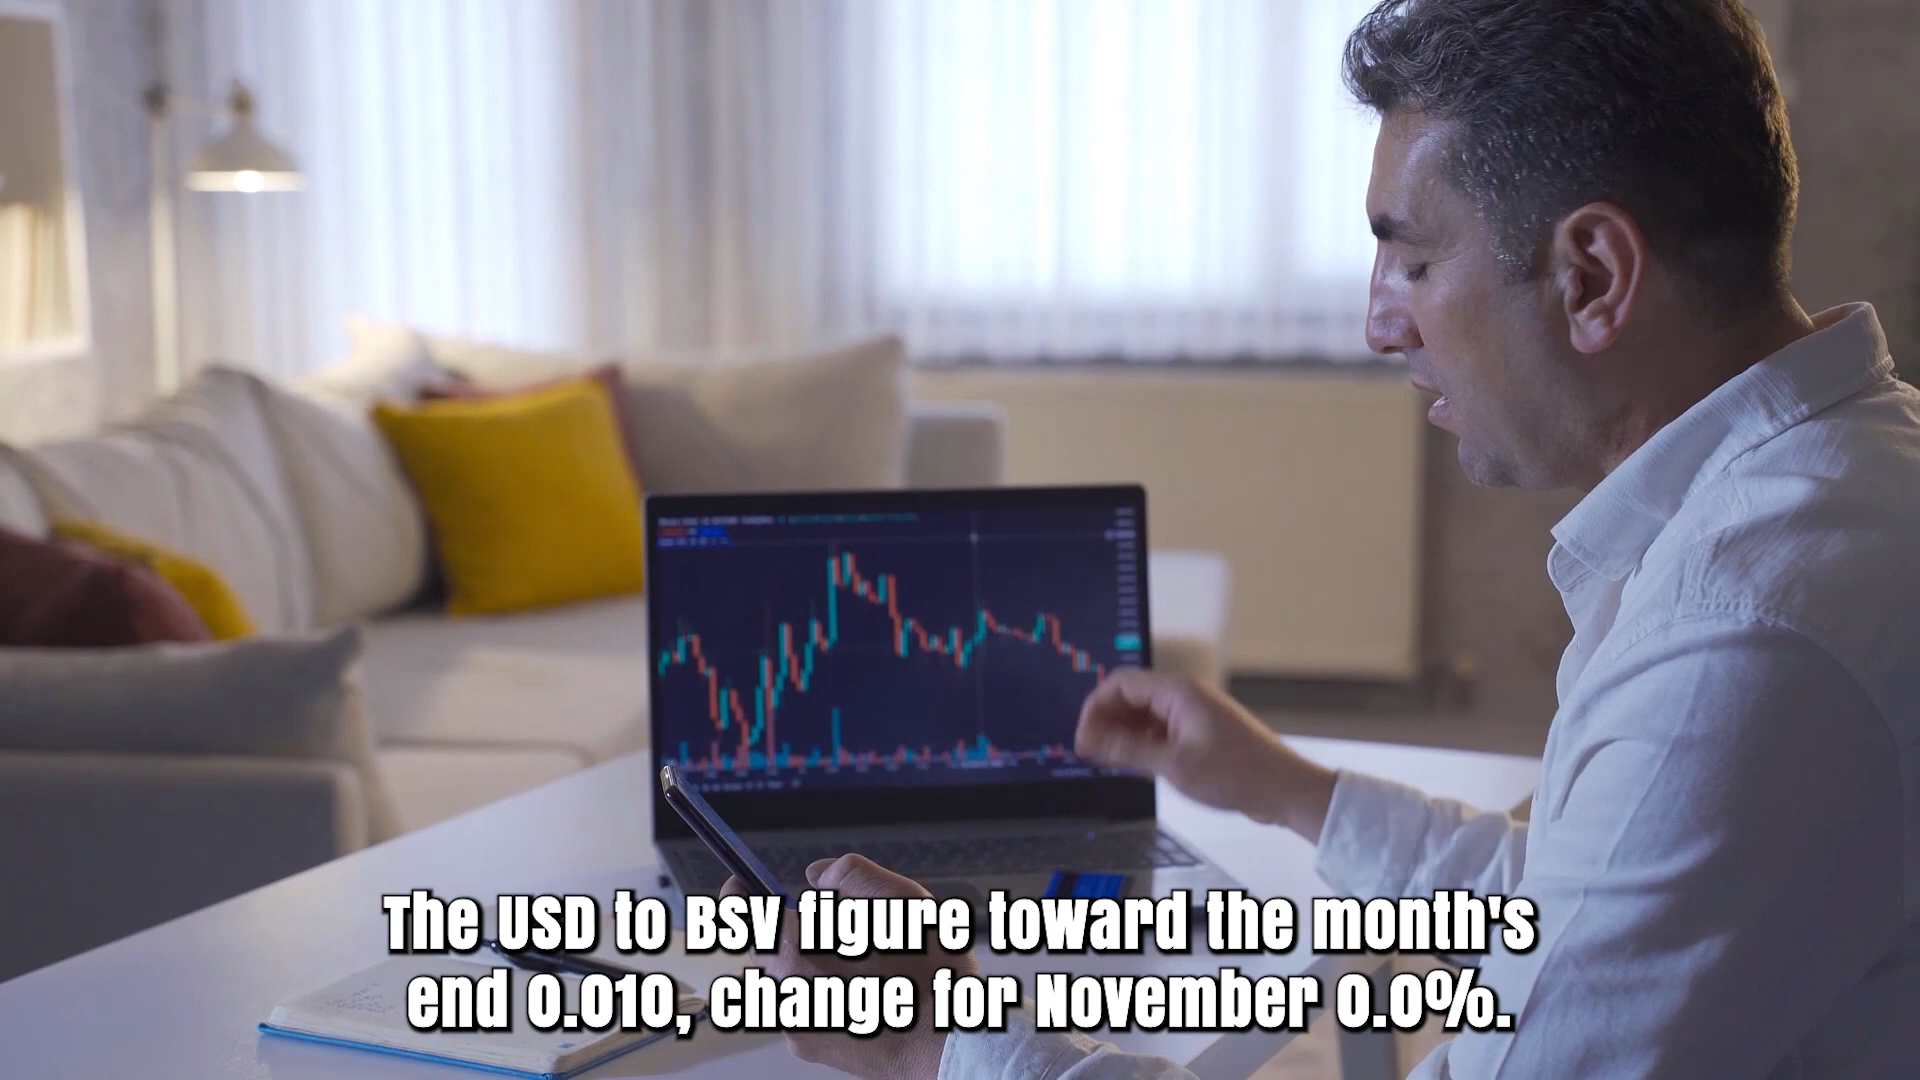 The USD to BSV figure toward the month's
end 0.010, change for November 0.0%.